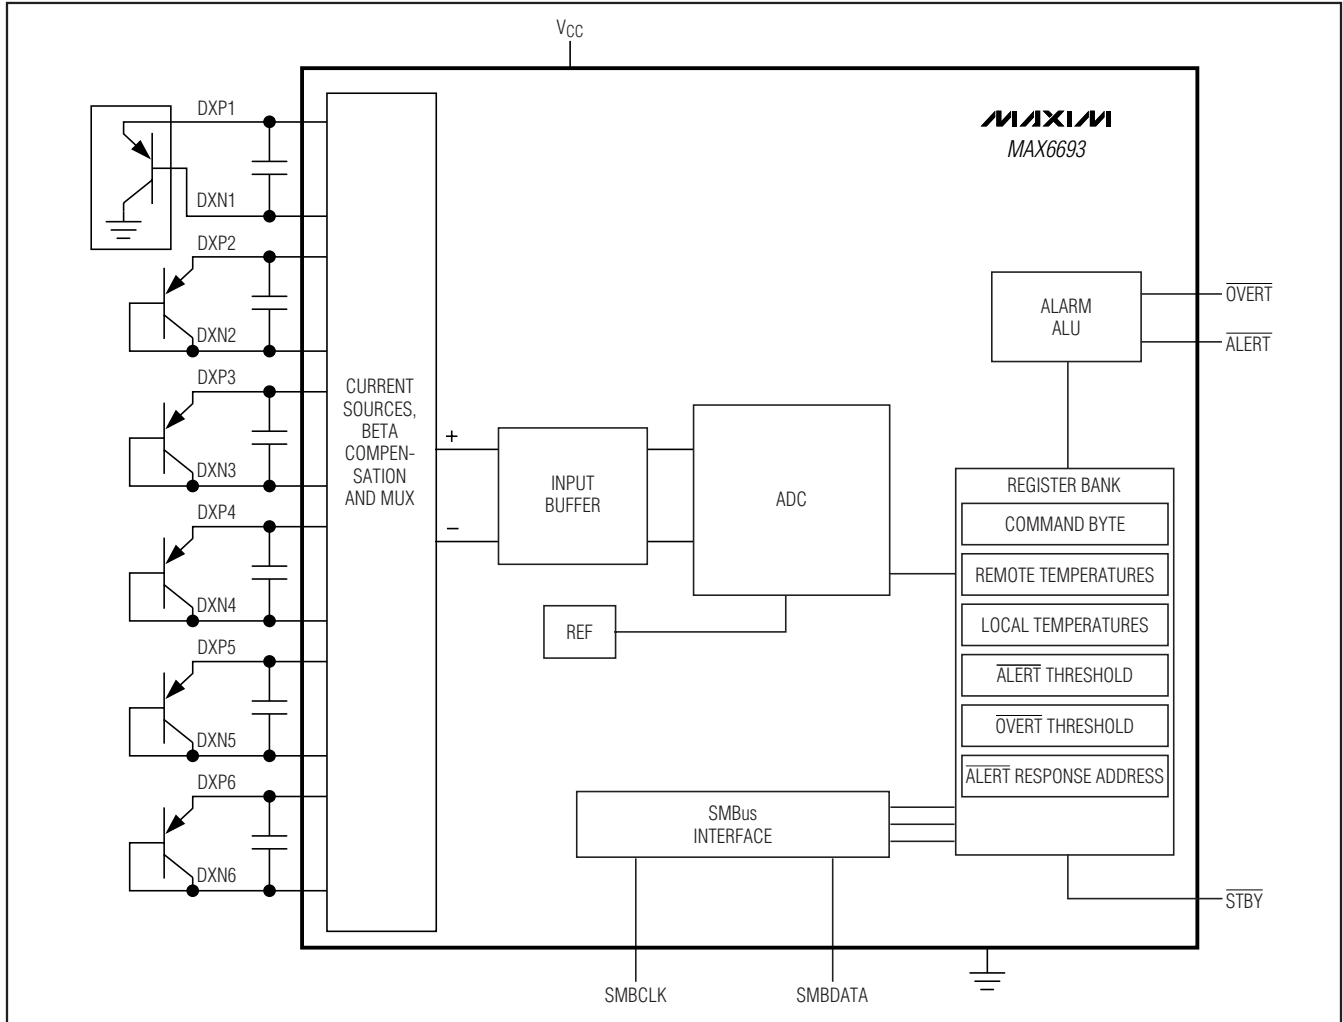 VCC
DXP1
DXN1
DXP2
DXN2
DXP3
DXN3
DXP4
DXN4
DXP5
DXN5
DXP6
DXN6
CURRENT
SOURCES,
BETA
COMPEN-
SATION
AND MUX
+
−
INPUT
BUFFER
ADC
REF
MAXIM
MAX6693
ALARM
ALU
OVERT
ALERT
REGISTER BANK
COMMAND BYTE
REMOTE TEMPERATURES
LOCAL TEMPERATURES
ALERT THRESHOLD
OVERT THRESHOLD
ALERT RESPONSE ADDRESS
SMBus
INTERFACE
STBY
SMBCLK
SMBDATA